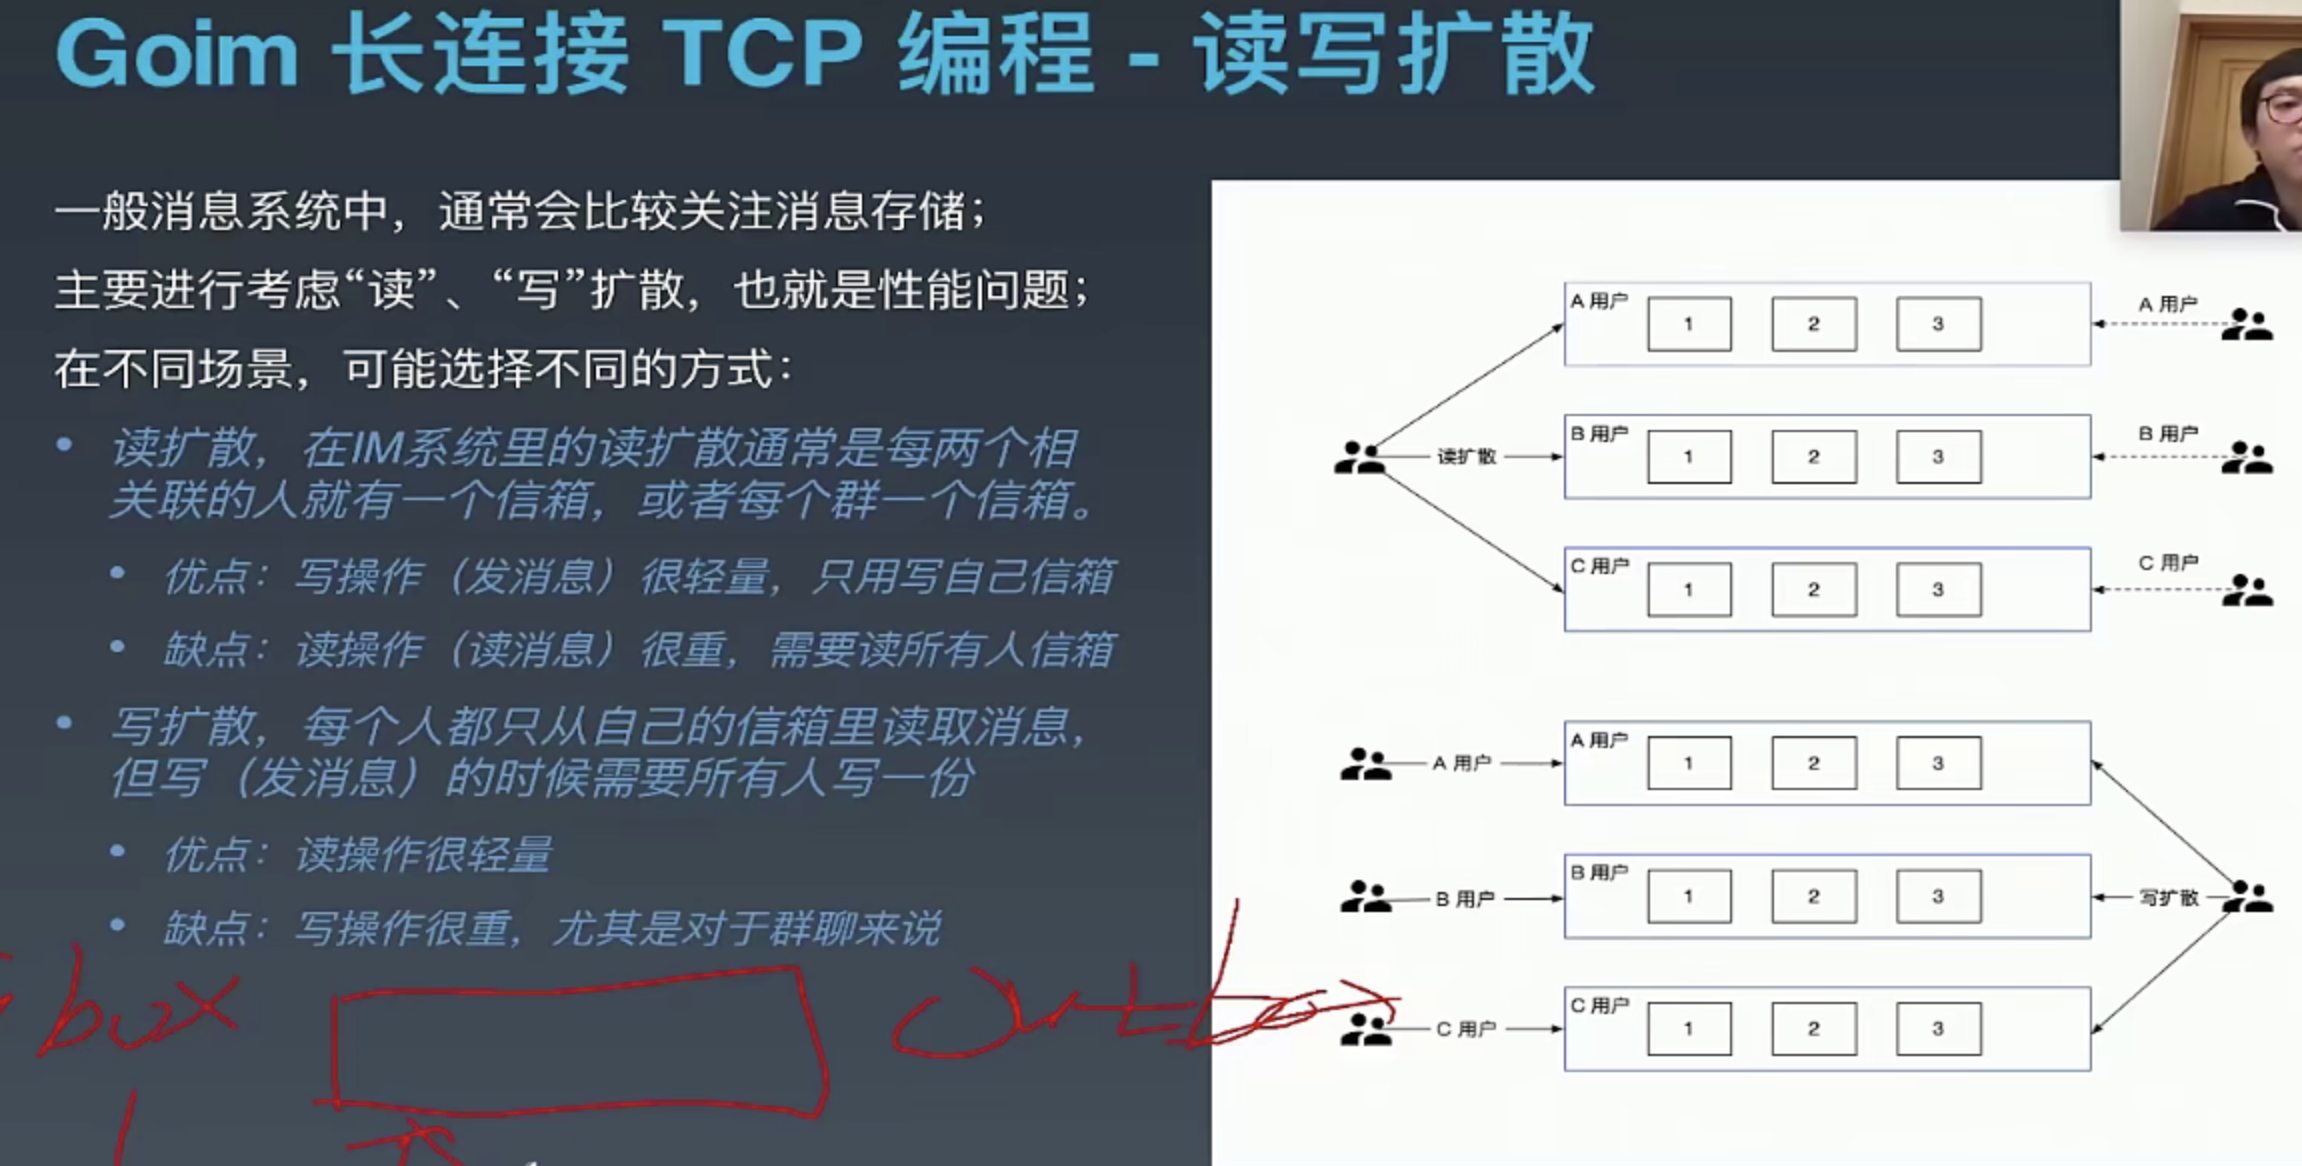 Goim 长连接 TCP 编程 - 读写扩散
一般消息系统中，通常会比较关注消息存储；
主要进行考虑“读”、“写”扩散，也就是性能问题；
在不同场景，可能选择不同的方式：
• 读扩散，在IM系统里的读扩散通常是每两个相
关联的人就有一个信箱，或者每个群一个信箱。
• 优点：写操作（发消息）很轻量，只用写自己信箱
• 缺点：读操作（读消息）很重，需要读所有人信箱
• 写扩散，每个人都只从自己的信箱里读取消息，
但写（发消息）的时候需要所有人写一份
• 优点：读操作很轻量
• 缺点：写操作很重，尤其是对于群聊来说
box
outbox
A 用户 1 2 3 A 用户
读扩散 B 用户 1 2 3 B 用户
C 用户 1 2 3 C 用户
A 用户 A 用户 1 2 3
B 用户 B 用户 1 2 3 写扩散
C 用户 C 用户 1 2 3